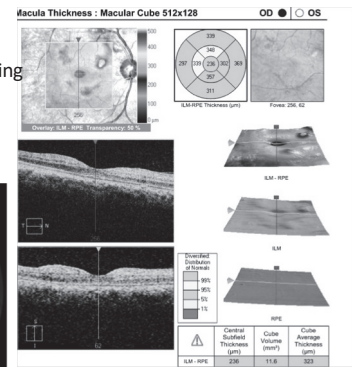 Macula Thickness : Macular Cube 512x128
OD ● ○ OS
ing
500
400
300
200
100
0 µm
256
Overlay: ILM - RPE Transparency: 50 %
339
348
297 339 236 302 369
357
311
ILM-RPE Thickness (µm)
Fovea: 256, 62
ILM - RPE
T N
ILM
Diversified:
Distribution
of Normals
99%
95%
5%
1%
RPE
S
I
62
Central Subfield Thickness (µm)
Cube Volume (mm³)
Cube Average Thickness (µm)
ILM - RPE 236 11,6 323